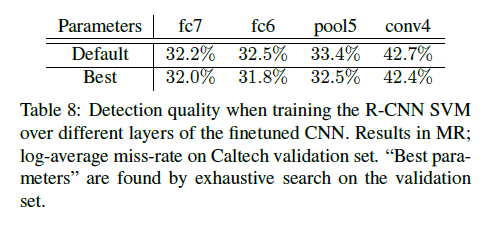 Parameters fc7 fc6 pool5 conv4
Default 32.2% 32.5% 33.4% 42.7%
Best 32.0% 31.8% 32.5% 42.4%
Table 8: Detection quality when training the R-CNN SVM
over different layers of the finetuned CNN. Results in MR;
log-average miss-rate on Caltech validation set. “Best para-
meters” are found by exhaustive search on the validation
set.